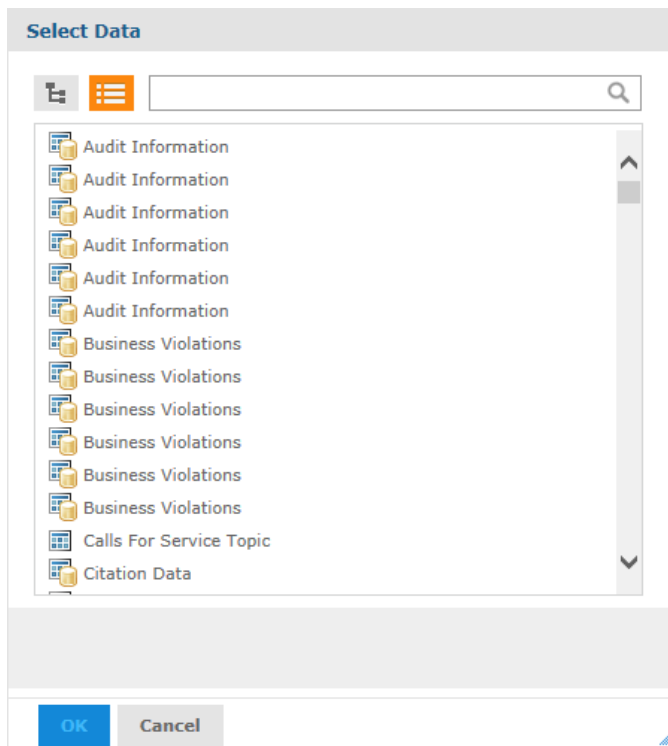 Select Data
Audit Information
Audit Information
Audit Information
Audit Information
Audit Information
Audit Information
Business Violations
Business Violations
Business Violations
Business Violations
Business Violations
Business Violations
Calls For Service Topic
Citation Data
OK Cancel